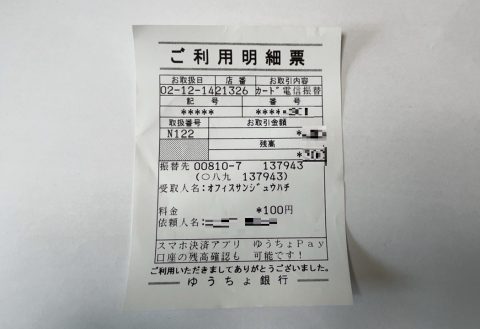 ご利用明細票
お取扱日 店番 お取引内容
02-12-14 21326 カード電信振替
記号 番号
***** ****
取扱番号 お取引金額
N122 *
残高
*
振替先 00810-7 137943
(〇八九 137943)
受取人名:オフィスサンジュウハチ
料金 *100円
依頼人名:
スマホ決済アプリ ゆうちょPay
口座の残高確認も 可能です!
ご利用いただきましてありがとうございました。
ゆうちょ銀行